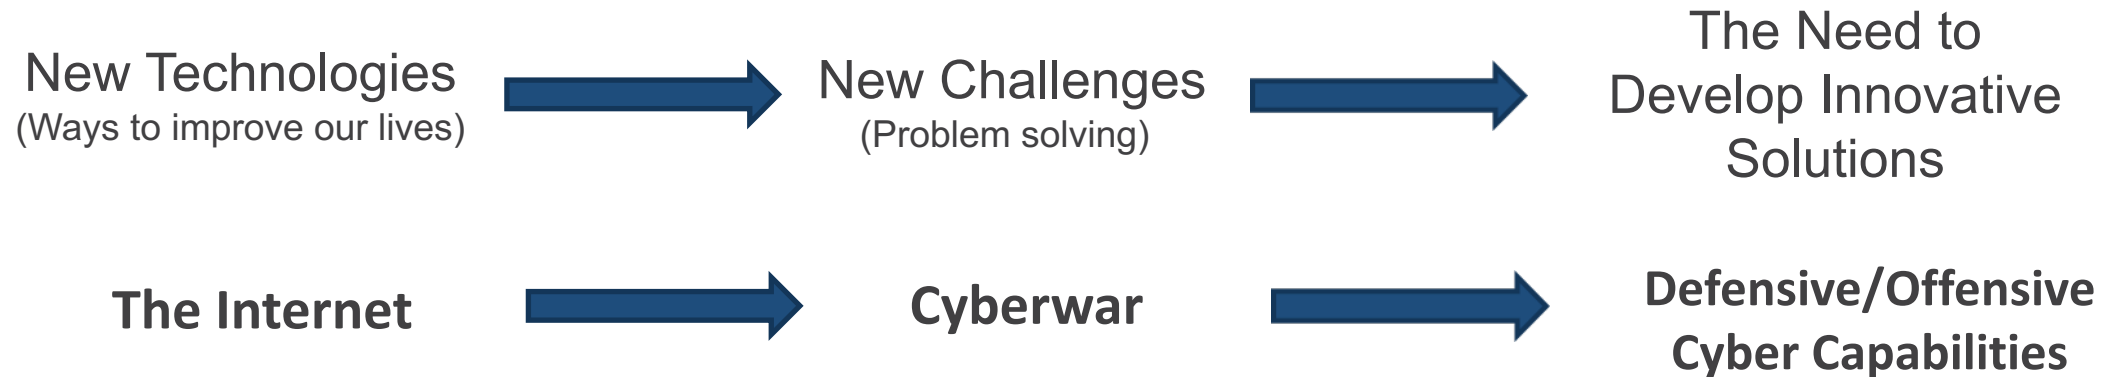 New Technologies
(Ways to improve our lives)
New Challenges
(Problem solving)
The Need to
Develop Innovative
Solutions
The Internet
Cyberwar
Defensive/Offensive
Cyber Capabilities